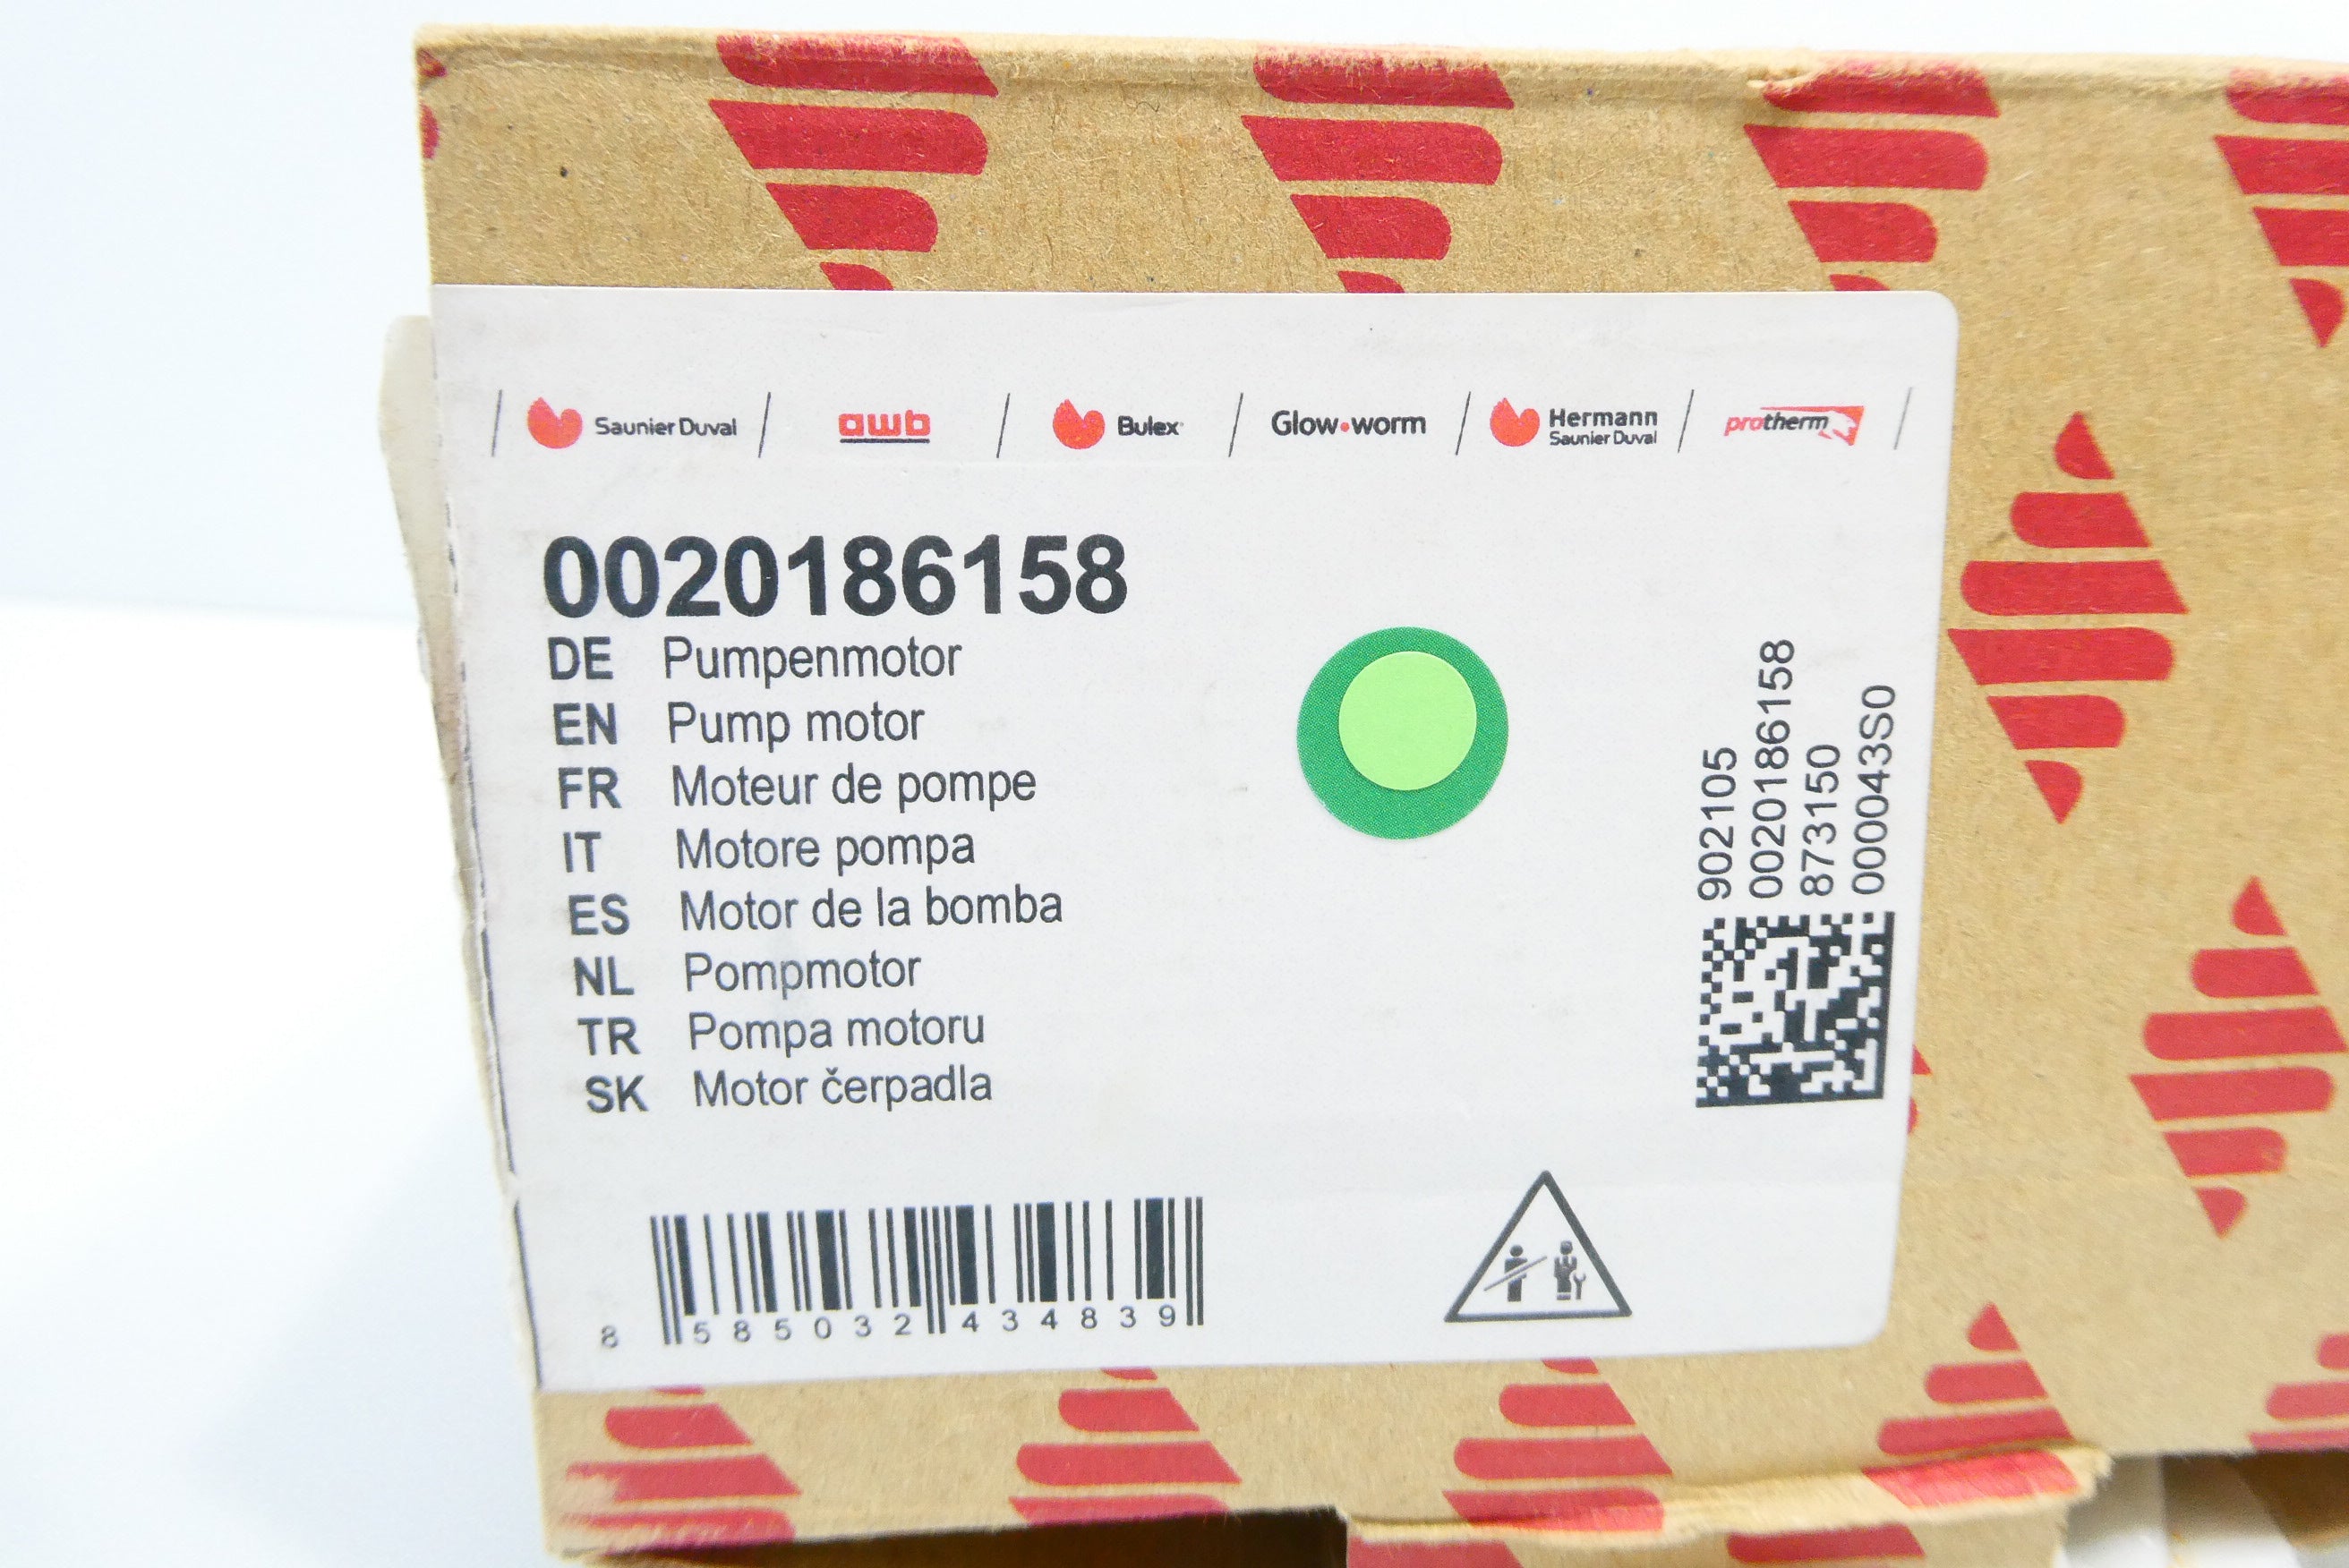 Saunier Duval awb Bulex Glow•worm Hermann Saunier Duval protherm
0020186158
DE Pumpenmotor
EN Pump motor
FR Moteur de pompe
IT Motore pompa
ES Motor de la bomba
NL Pompmotor
TR Pompa motoru
SK Motor čerpadla
902105
0020186158
873150
000043S0
8 585032 434839